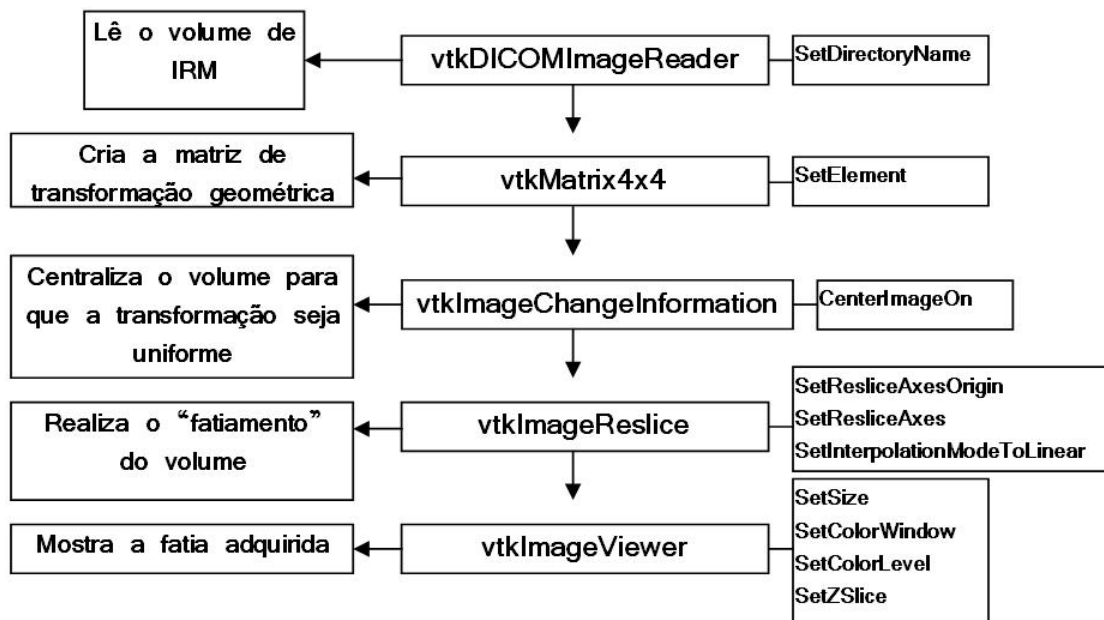 Lê o volume de
IRM
vtkDICOMImageReader
SetDirectoryName
Cria a matriz de
transformação geométrica
vtkMatrix4x4
SetElement
Centraliza o volume para
que a transformação seja
uniforme
vtkImageChangeInformation
CenterImageOn
Realiza o “fatiamento”
do volume
vtkImageReslice
SetResliceAxesOrigin
SetResliceAxes
SetInterpolationModeToLinear
Mostra a fatia adquirida
vtkImageViewer
SetSize
SetColorWindow
SetColorLevel
SetZSlice